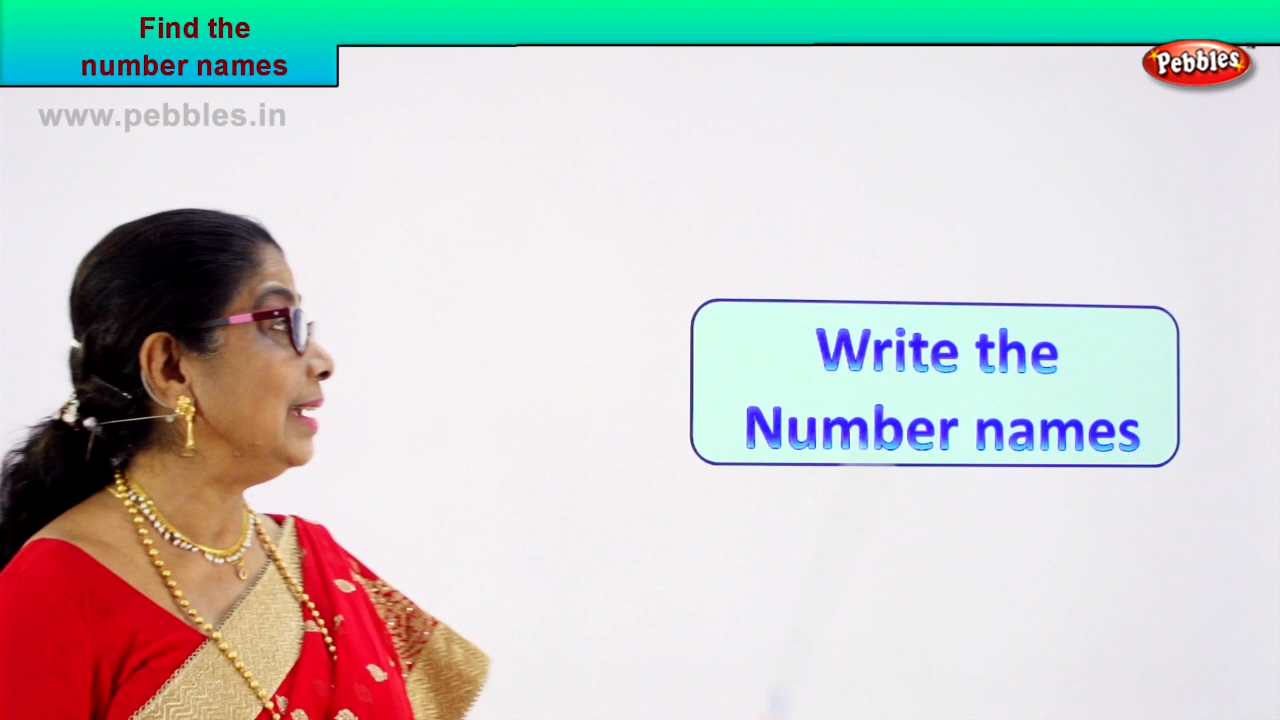 Find the
number names
www.pebbles.in
Pebbles
Write the
Number names